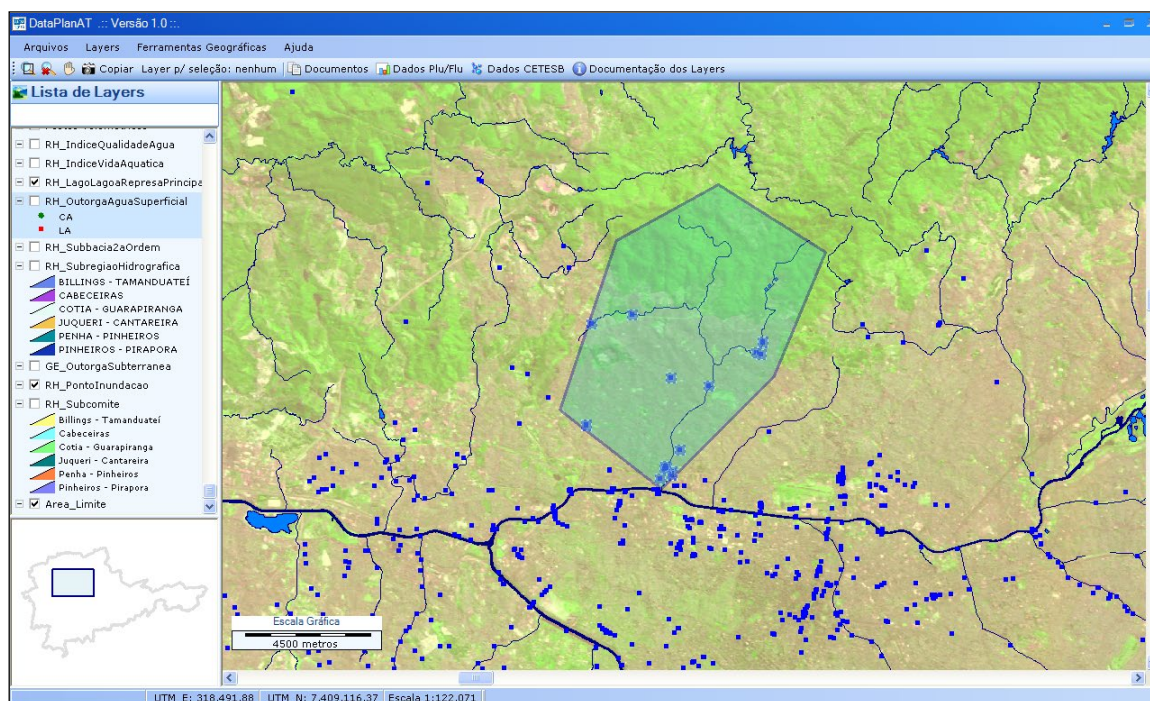 DataPlanAT .:: Versão 1.0 ::.
Arquivos Layers Ferramentas Geográficas Ajuda
Copiar Layer p/ seleção: nenhum Documentos Dados Plu/Flu Dados CETESB Documentação dos Layers
Lista de Layers
RH_IndiceQualidadeAgua
RH_IndiceVidaAquatica
RH_LagoLagoaRepresaPrincipa
RH_OutorgaAguaSuperficial
CA
LA
RH_Subbacia2aOrdem
RH_SubregiaoHidrografica
BILLINGS - TAMANDUATEÍ
CABECEIRAS
COTIA - GUARAPIRANGA
JUQUERI - CANTAREIRA
PENHA - PINHEIROS
PINHEIROS - PIRAPORA
GE_OutorgaSubterranea
RH_PontoInundacao
RH_Subcomite
Billings - Tamanduateí
Cabeceiras
Cotia - Guarapiranga
Juqueri - Cantareira
Penha - Pinheiros
Pinheiros - Pirapora
Area_Limite
Escala Gráfica
4500 metros
UTM_E: 318.491,88 UTM_N: 7.409.116,37 Escala 1:122.071